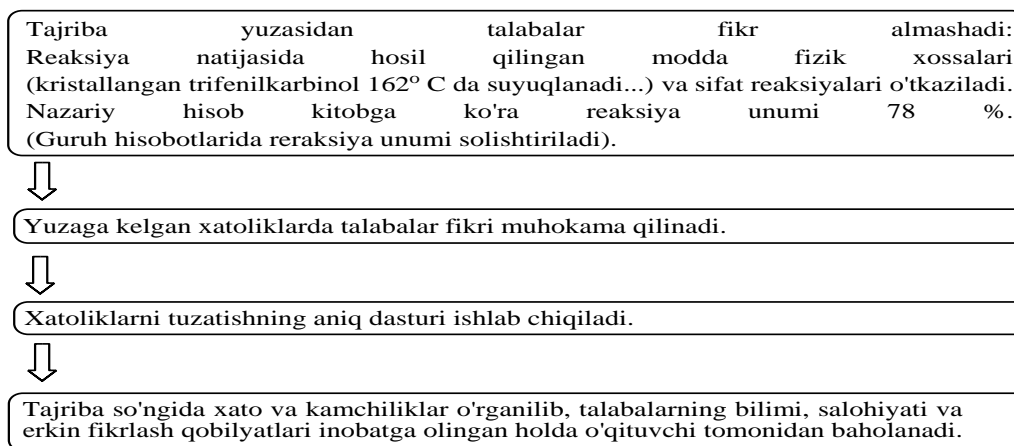 Tajriba yuzasidan talabalar fikr almashadi:
Reaksiya natijasida hosil qilingan modda fizik xossalari
(kristallangan trifenilkarbinol 162° C da suyuqlanadi...) va sifat reaksiyalari o'tkaziladi.
Nazariy hisob kitobga ko'ra reaksiya unumi 78 %.
(Guruh hisobotlarida reraksiya unumi solishtiriladi).
Yuzaga kelgan xatoliklarda talabalar fikri muhokama qilinadi.
Xatoliklarni tuzatishning aniq dasturi ishlab chiqiladi.
Tajriba so'ngida xato va kamchiliklar o'rganilib, talabalarning bilimi, salohiyati va
erkin fikrlash qobilyatlari inobatga olingan holda o'qituvchi tomonidan baholanadi.